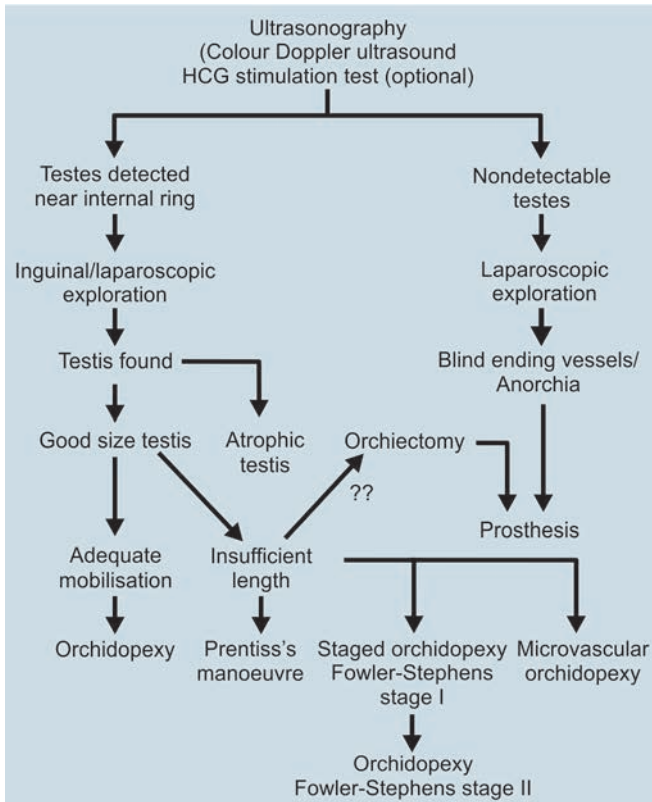 Ultrasonography
(Colour Doppler ultrasound
HCG stimulation test (optional)
Testes detected
near internal ring
Nondetectable
testes
Inguinal/laparoscopic
exploration
Laparoscopic
exploration
Testis found
Blind ending vessels/
Anorchia
Good size testis
Atrophic
testis
Orchiectomy
??
Prosthesis
Adequate
mobilisation
Insufficient
length
Orchidopexy
Prentiss's
manoeuvre
Staged orchidopexy
Fowler-Stephens
stage I
Microvascular
orchidopexy
Orchidopexy
Fowler-Stephens stage II